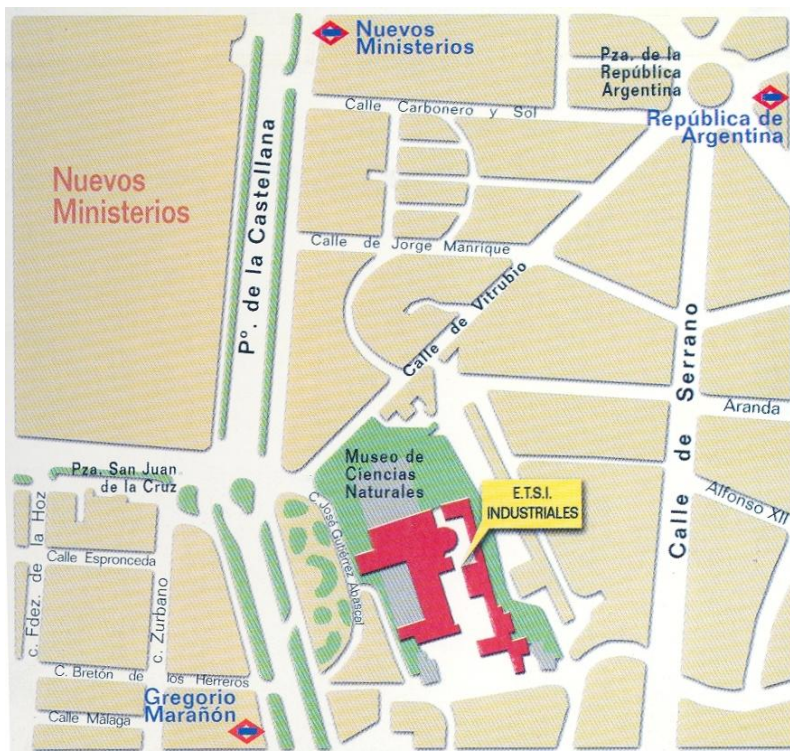 Nuevos
Ministerios
Pza. de la
República
Argentina
República de
Argentina
Calle Carbonero y Sol
Nuevos
Ministerios
Pº. de la Castellana
Calle de Jorge Manrique
Calle de Vitrubio
Calle de Serrano
Aranda
Alfonso XII
Pza. San Juan
de la Cruz
Museo de
Ciencias
Naturales
E.T.S.I.
INDUSTRIALES
C. José Gutiérrez Abascal
c. Fdez. de la Hoz
Calle Espronceda
c. Zurbano
C. Bretón de los Herreros
Gregorio
Marañón
Calle Málaga